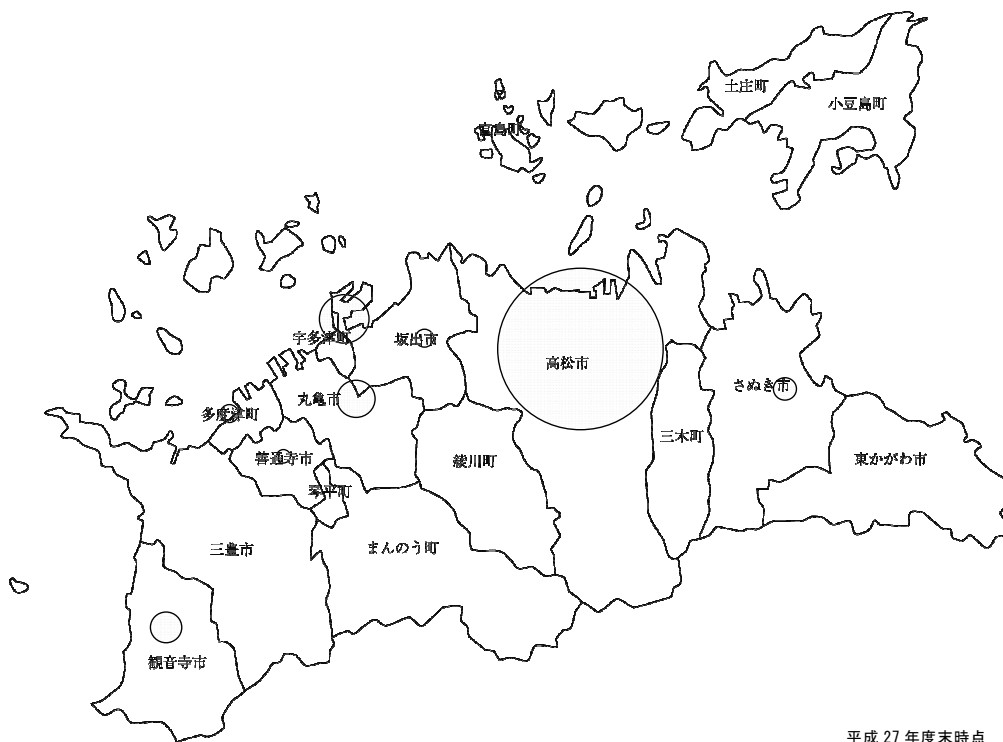 土庄町
小豆島町
直島町
宇多津町
坂出市
高松市
さぬき市
丸亀市
多度津町
三木町
善通寺市
綾川町
東かがわ市
琴平町
三豊市
まんのう町
観音寺市
平成 27 年度末時点